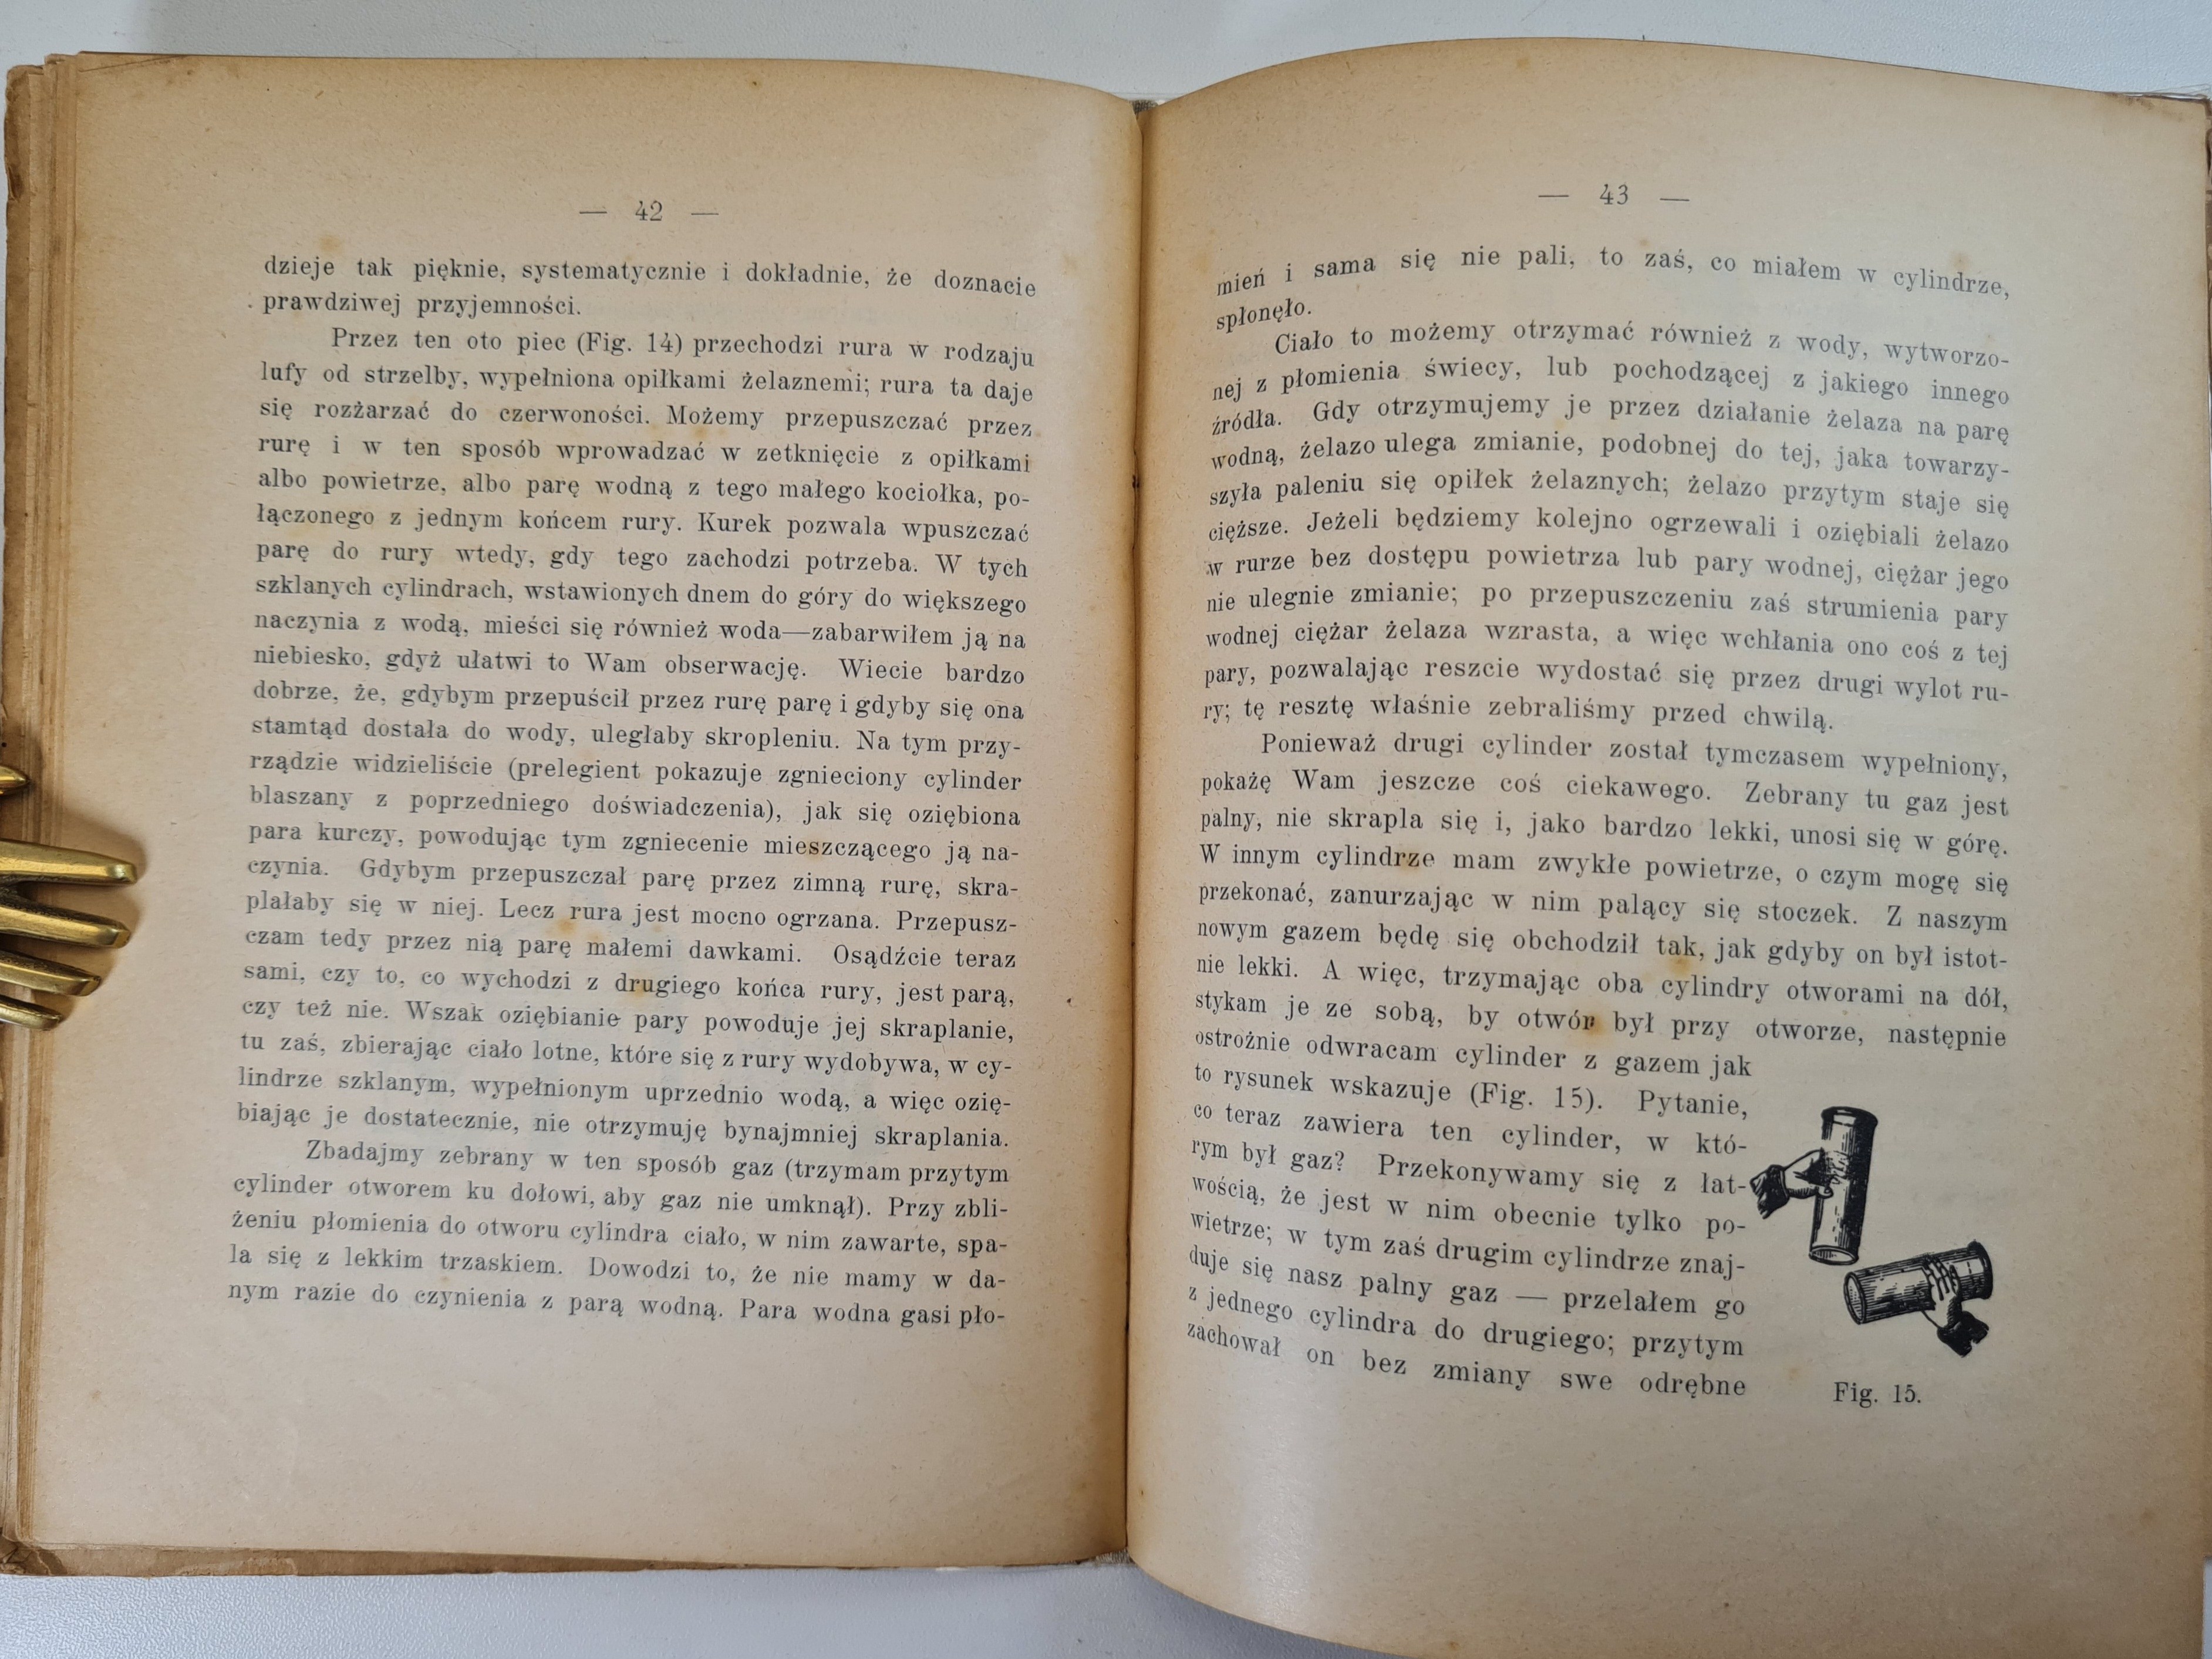 — 42 —
dzieje tak pięknie, systematycznie i dokładnie, że doznacie
prawdziwej przyjemności.
Przez ten oto piec (Fig. 14) przechodzi rura w rodzaju
lufy od strzelby, wypełniona opiłkami żelaznemi; rura ta daje
się rozżarzać do czerwoności. Możemy przepuszczać przez
rurę i w ten sposób wprowadzać w zetknięcie z opiłkami
albo powietrze, albo parę wodną z tego małego kociołka, po-
łączonego z jednym końcem rury. Kurek pozwala wpuszczać
parę do rury wtedy, gdy tego zachodzi potrzeba. W tych
szklanych cylindrach, wstawionych dnem do góry do większego
naczynia z wodą, mieści się również woda—zabarwiłem ją na
niebiesko, gdyż ułatwi to Wam obserwację. Wiecie bardzo
dobrze, że, gdybym przepuścił przez rurę parę i gdyby się ona
stamtąd dostała do wody, uległaby skropleniu. Na tym przy-
rządzie widzieliście (prelegient pokazuje zgnieciony cylinder
blaszany z poprzedniego doświadczenia), jak się oziębiona
para kurczy, powodując tym zgniecenie mieszczącego ją na-
czynia. Gdybym przepuszczał parę przez zimną rurę, skra-
plałaby się w niej. Lecz rura jest mocno ogrzana. Przepusz-
czam tedy przez nią parę małemi dawkami. Osądźcie teraz
sami, czy to, co wychodzi z drugiego końca rury, jest parą,
czy też nie. Wszak oziębianie pary powoduje jej skraplanie,
tu zaś, zbierając ciało lotne, które się z rury wydobywa, w cy-
lindrze szklanym, wypełnionym uprzednio wodą, a więc ozię-
biając je dostatecznie, nie otrzymuję bynajmniej skraplania.
Zbadajmy zebrany w ten sposób gaz (trzymam przytym
cylinder otworem ku dołowi, aby gaz nie umknął). Przy zbli-
żeniu płomienia do otworu cylindra ciało, w nim zawarte, spa-
la się z lekkim trzaskiem. Dowodzi to, że nie mamy w da-
nym razie do czynienia z parą wodną. Para wodna gasi pło-
— 43 —
mień i sama się nie pali, to zaś, co miałem w cylindrze,
spłonęło.
Ciało to możemy otrzymać również z wody, wytworzo-
nej z płomienia świecy, lub pochodzącej z jakiego innego
źródła. Gdy otrzymujemy je przez działanie żelaza na parę
wodną, żelazo ulega zmianie, podobnej do tej, jaka towarzy-
szyła paleniu się opiłek żelaznych; żelazo przytym staje się
cięższe. Jeżeli będziemy kolejno ogrzewali i oziębiali żelazo
w rurze bez dostępu powietrza lub pary wodnej, ciężar jego
nie ulegnie zmianie; po przepuszczeniu zaś strumienia pary
wodnej ciężar żelaza wzrasta, a więc wchłania ono coś z tej
pary, pozwalając reszcie wydostać się przez drugi wylot ru-
ry; tę resztę właśnie zebraliśmy przed chwilą.
Ponieważ drugi cylinder został tymczasem wypełniony,
pokażę Wam jeszcze coś ciekawego. Zebrany tu gaz jest
palny, nie skrapla się i, jako bardzo lekki, unosi się w górę.
W innym cylindrze mam zwykłe powietrze, o czym mogę się
przekonać, zanurzając w nim palący się stoczek. Z naszym
nowym gazem będę się obchodził tak, jak gdyby on był istot-
nie lekki. A więc, trzymając oba cylindry otworami na dół,
stykam je ze sobą, by otwór był przy otworze, następnie
ostrożnie odwracam cylinder z gazem jak
to rysunek wskazuje (Fig. 15). Pytanie,
co teraz zawiera ten cylinder, w któ-
rym był gaz? Przekonywamy się z łat-
wością, że jest w nim obecnie tylko po-
wietrze; w tym zaś drugim cylindrze znaj-
duje się nasz palny gaz — przelałem go
z jednego cylindra do drugiego; przytym
zachował on bez zmiany swe odrębne
Fig. 15.